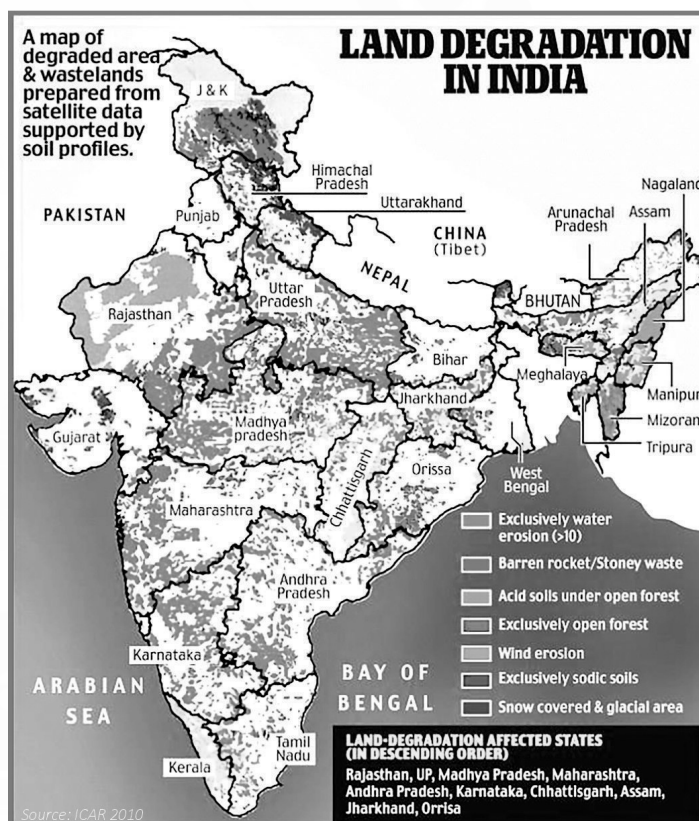 A map of
degraded area
& wastelands
prepared from
satellite data
supported by
soil profiles.
LAND DEGRADATION
IN INDIA
J & K
Himachal
Pradesh
Uttarakhand
Nagaland
PAKISTAN
Punjab
CHINA
(Tibet)
Arunachal
Pradesh
Assam
NEPAL
Uttar
Pradesh
BHUTAN
Rajasthan
Bihar
Meghalaya
Manipur
Jharkhand
Madhya
pradesh
Mizoran
Gujarat
Tripura
Orissa
West
Bengal
Chhattisgarh
Maharashtra
Exclusively water
erosion (>10)
Barren rocket/Stoney waste
Andhra
Pradesh
Acid soils under open forest
Exclusively open forest
Karnataka
Wind erosion
ARABIAN
SEA
BAY OF
BENGAL
Exclusively sodic soils
Snow covered & glacial area
Tamil
Nadu
Kerala
LAND-DEGRADATION AFFECTED STATES
(IN DESCENDING ORDER)
Rajasthan, UP, Madhya Pradesh, Maharashtra,
Andhra Pradesh, Karnataka, Chhattisgarh, Assam,
Jharkhand, Orrisa
Source: ICAR 2010